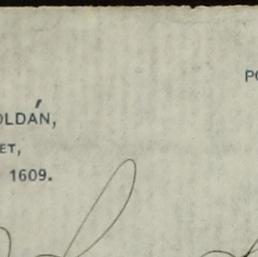 PO
OLDÁN,
ET,
1609.